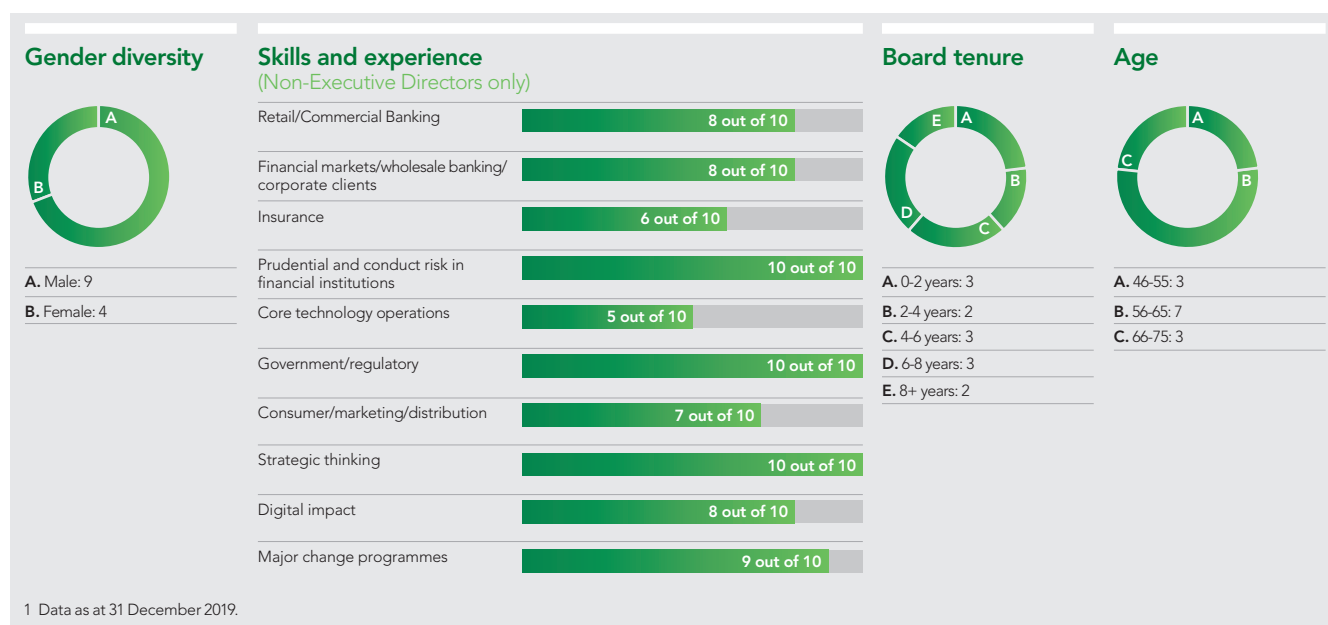 Gender diversity
A
B
A. Male: 9
B. Female: 4
Skills and experience
(Non-Executive Directors only)
Retail/Commercial Banking
8 out of 10
Financial markets/wholesale banking/
corporate clients
8 out of 10
Insurance
6 out of 10
Prudential and conduct risk in
financial institutions
10 out of 10
Core technology operations
5 out of 10
Government/regulatory
10 out of 10
Consumer/marketing/distribution
7 out of 10
Strategic thinking
10 out of 10
Digital impact
8 out of 10
Major change programmes
9 out of 10
Board tenure
E A
B
D
C
A. 0-2 years: 3
B. 2-4 years: 2
C. 4-6 years: 3
D. 6-8 years: 3
E. 8+ years: 2
Age
A
C
B
A. 46-55: 3
B. 56-65: 7
C. 66-75: 3
1 Data as at 31 December 2019.